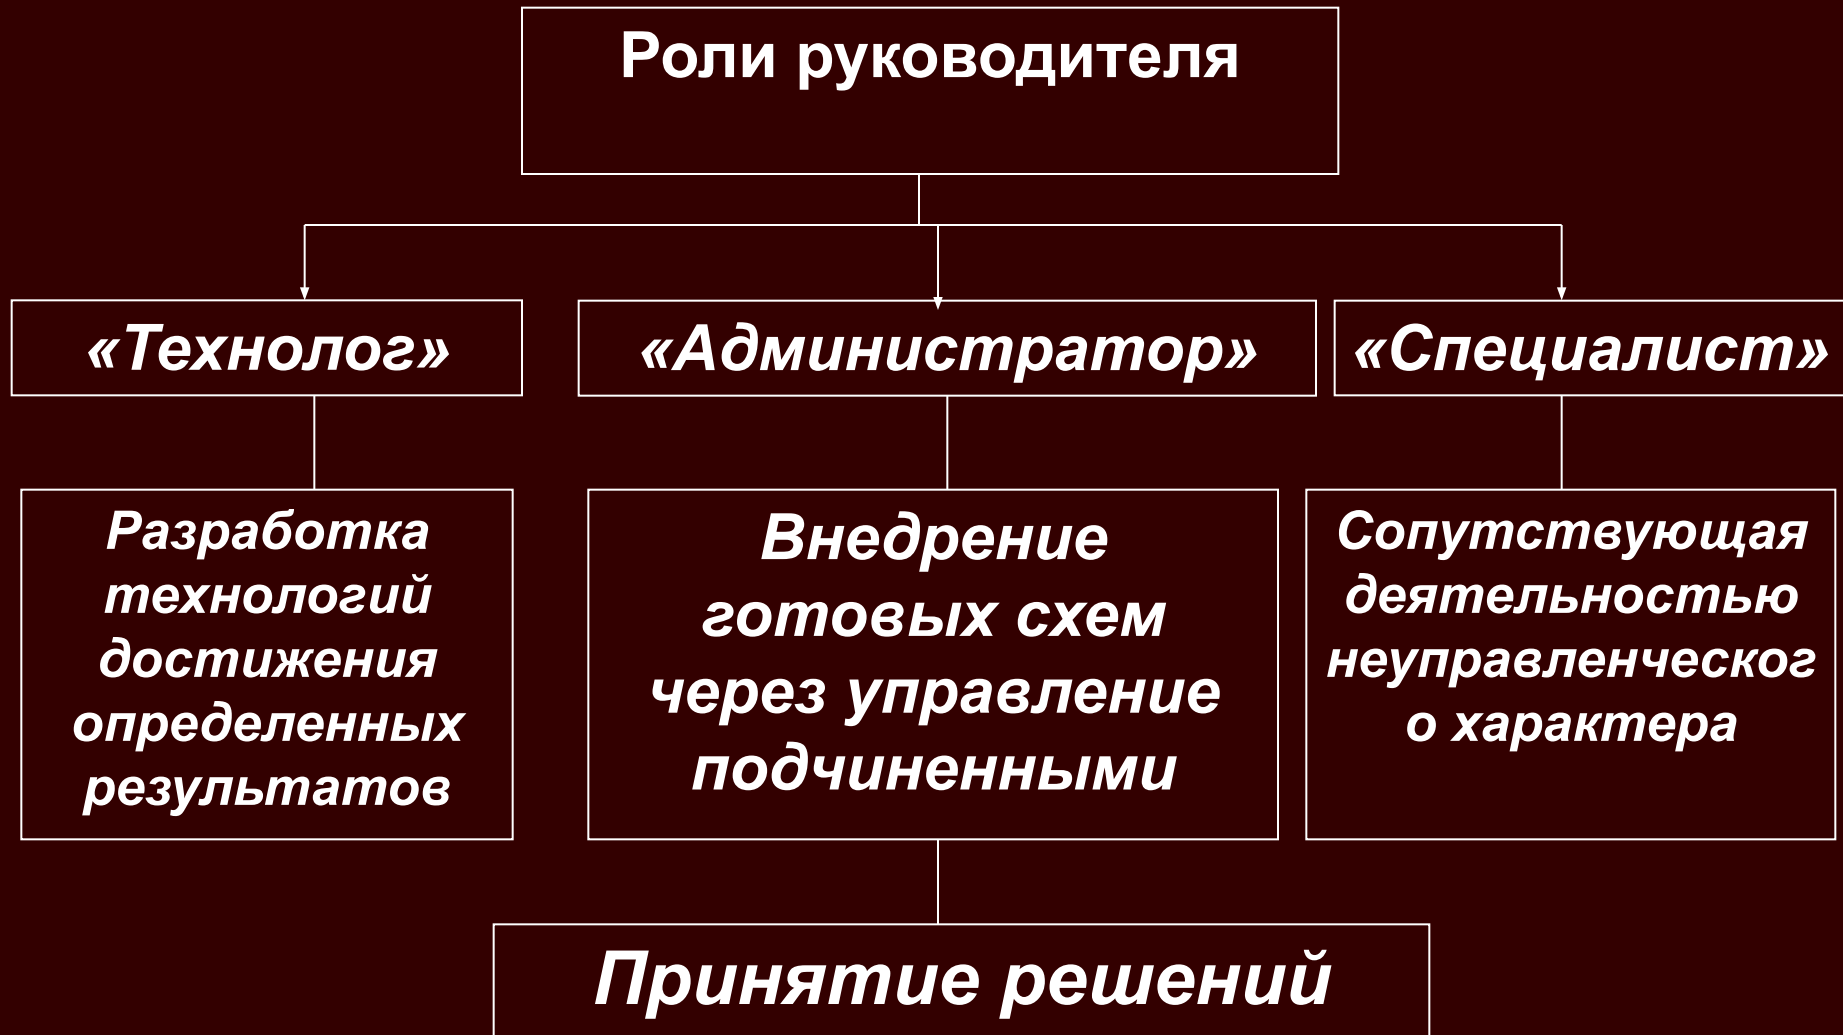 Роли руководителя
«Технолог»
«Администратор»
«Специалист»
Разработка
технологий
достижения
определенных
результатов
Внедрение
готовых схем
через управление
подчиненными
Сопутствующая
деятельностью
неуправленческог
о характера
Принятие решений